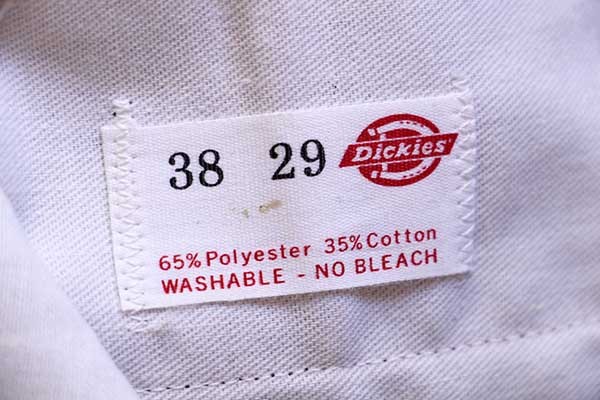 38 29 Dickies
65% Polyester 35% Cotton
WASHABLE - NO BLEACH